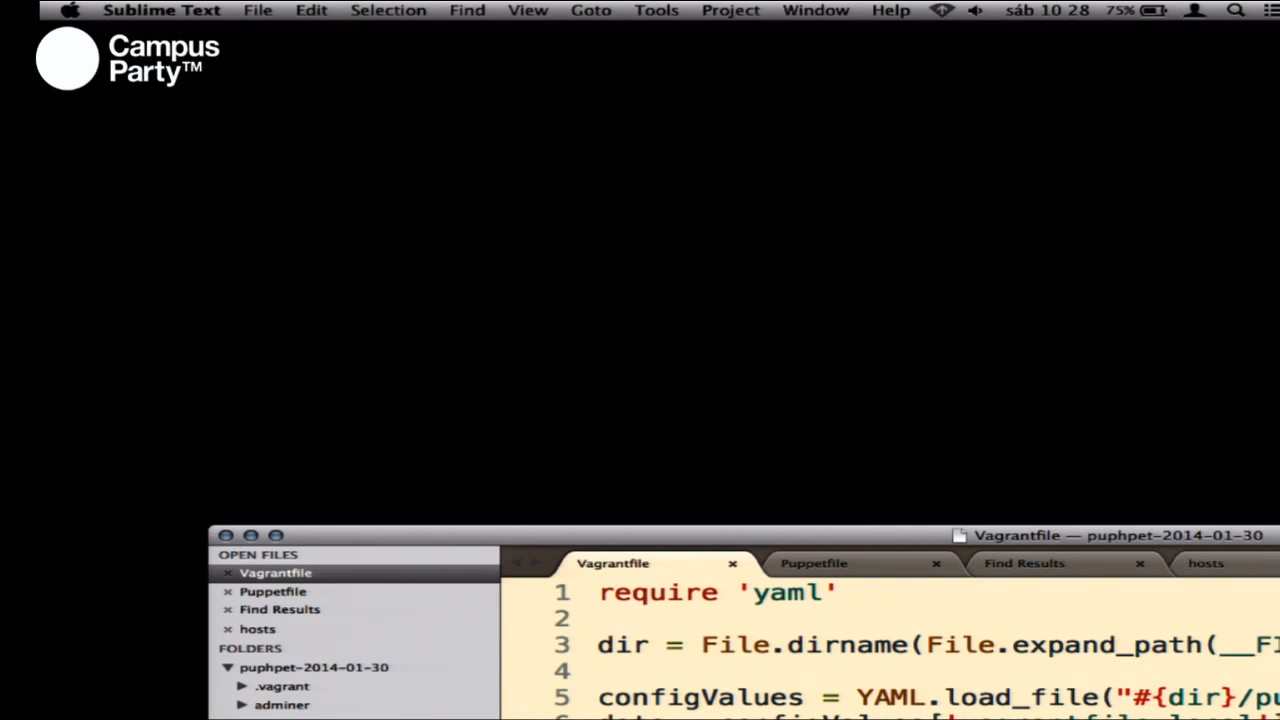 Sublime Text File Edit Selection Find View Goto Tools Project Window Help sáb 10 28 75%
Campus
Party™
Vagrantfile — puphpet-2014-01-30
OPEN FILES
Vagrantfile
Puppetfile
Find Results
hosts
FOLDERS
puphpet-2014-01-30
.vagrant
adminer
Vagrantfile Puppetfile Find Results hosts
1 require 'yaml'
2
3 dir = File.dirname(File.expand_path(__FI
4
5 configValues = YAML.load_file("#{dir}/pu